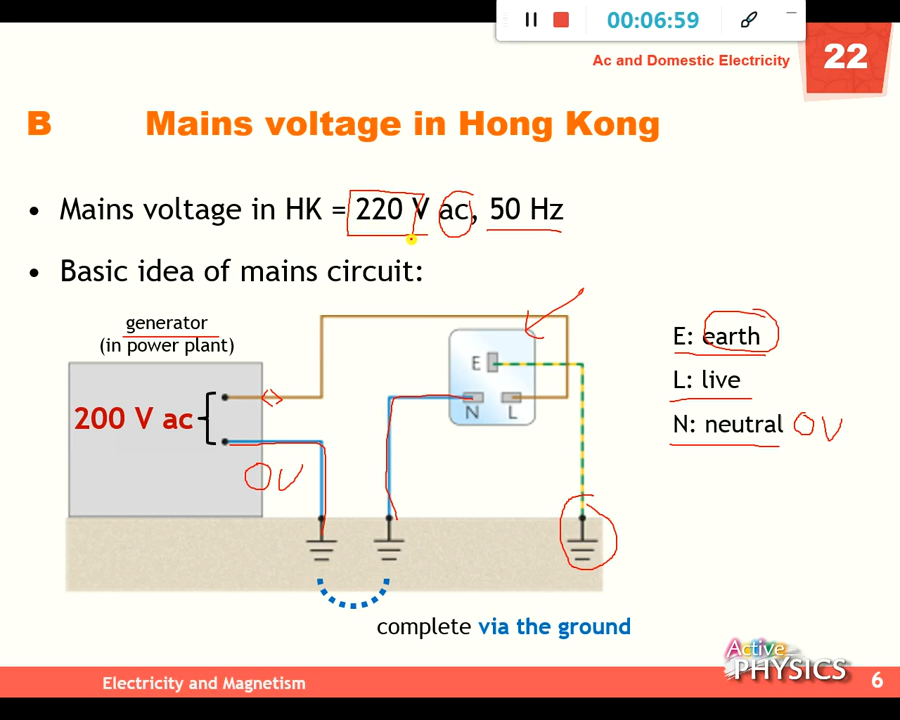 00:06:59
Ac and Domestic Electricity
22
B Mains voltage in Hong Kong
• Mains voltage in HK = 220 V ac, 50 Hz
• Basic idea of mains circuit:
generator
(in power plant)
200 V ac
0V
E
N L
E: earth
L: live
N: neutral 0V
complete via the ground
Active
PHYSICS
Electricity and Magnetism
6